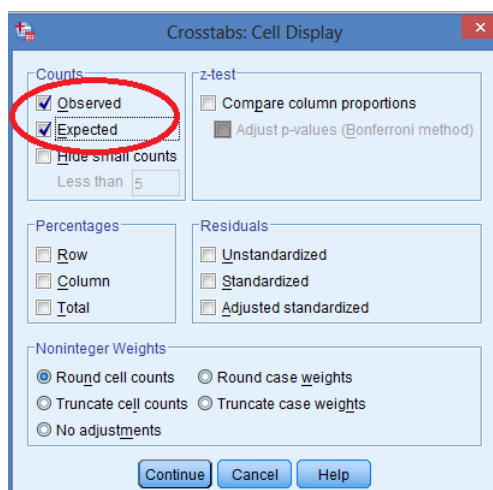 Crosstabs: Cell Display
Counts
Observed
Expected
Hide small counts
Less than 5
z-test
Compare column proportions
Adjust p-values (Bonferroni method)
Percentages
Row
Column
Total
Residuals
Unstandardized
Standardized
Adjusted standardized
Noninteger Weights
Round cell counts Round case weights
Truncate cell counts Truncate case weights
No adjustments
Continue Cancel Help